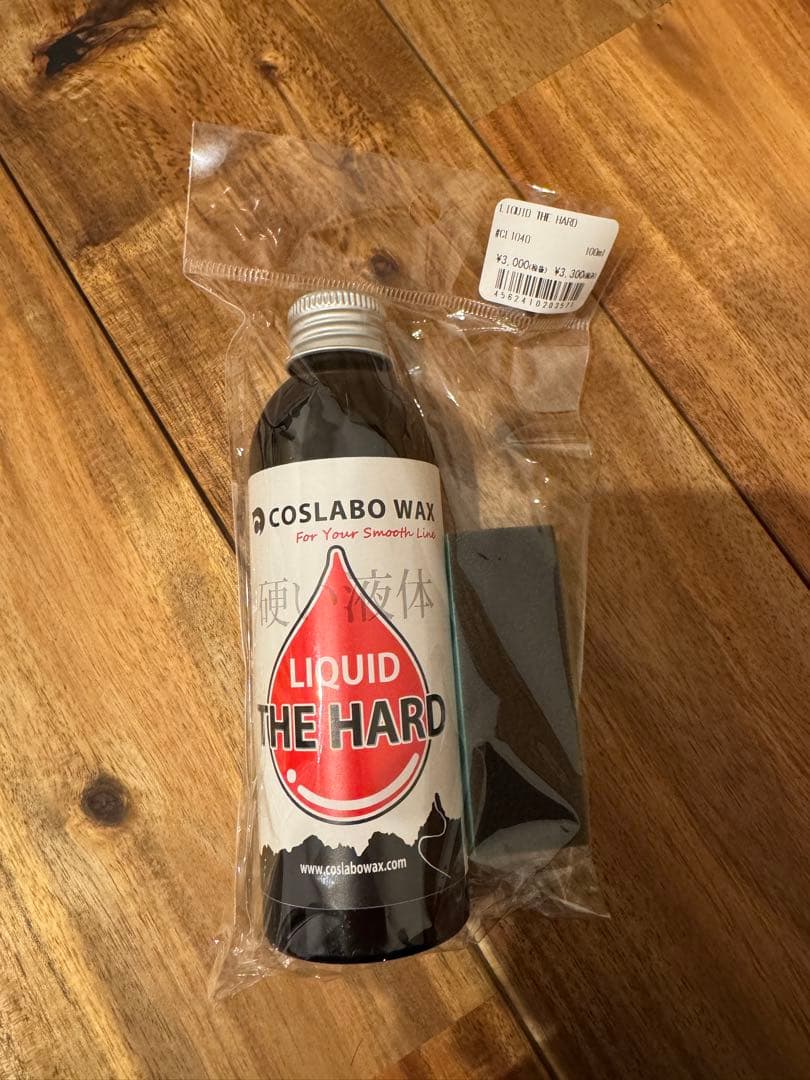 LIQUID THE HARD
#CL1040
100ml
¥3,000(税抜) ¥3,300(税込)
COSLABO WAX
For Your Smooth Line
硬い液体
LIQUID
THE HARD
www.coslabowax.com